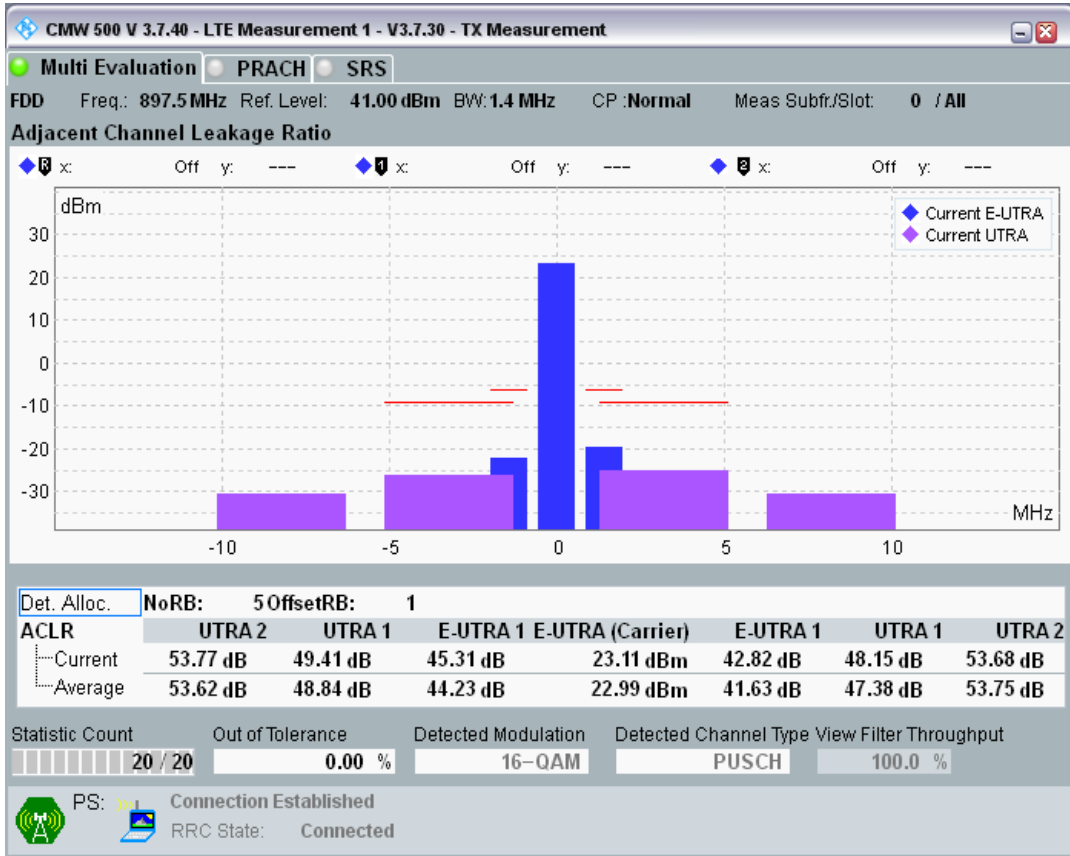 CMW 500 V 3.7.40 - LTE Measurement 1 - V3.7.30 - TX Measurement
Multi Evaluation PRACH SRS
FDD Freq.: 897.5 MHz Ref. Level: 41.00 dBm BW: 1.4 MHz CP :Normal Meas Subfr./Slot: 0 / All
Adjacent Channel Leakage Ratio
R x: Off y: --- 1 x: Off y: --- 2 x: Off y: ---
dBm
Current E-UTRA
Current UTRA
30
20
10
0
-10
-20
-30
MHz
-10 -5 0 5 10
Det. Alloc. NoRB: 5 OffsetRB: 1
ACLR UTRA 2 UTRA 1 E-UTRA 1 E-UTRA (Carrier) E-UTRA 1 UTRA 1 UTRA 2
Current 53.77 dB 49.41 dB 45.31 dB 23.11 dBm 42.82 dB 48.15 dB 53.68 dB
Average 53.62 dB 48.84 dB 44.23 dB 22.99 dBm 41.63 dB 47.38 dB 53.75 dB
Statistic Count Out of Tolerance Detected Modulation Detected Channel Type View Filter Throughput
20 / 20 0.00 % 16-QAM PUSCH 100.0 %
PS: Connection Established
RRC State: Connected